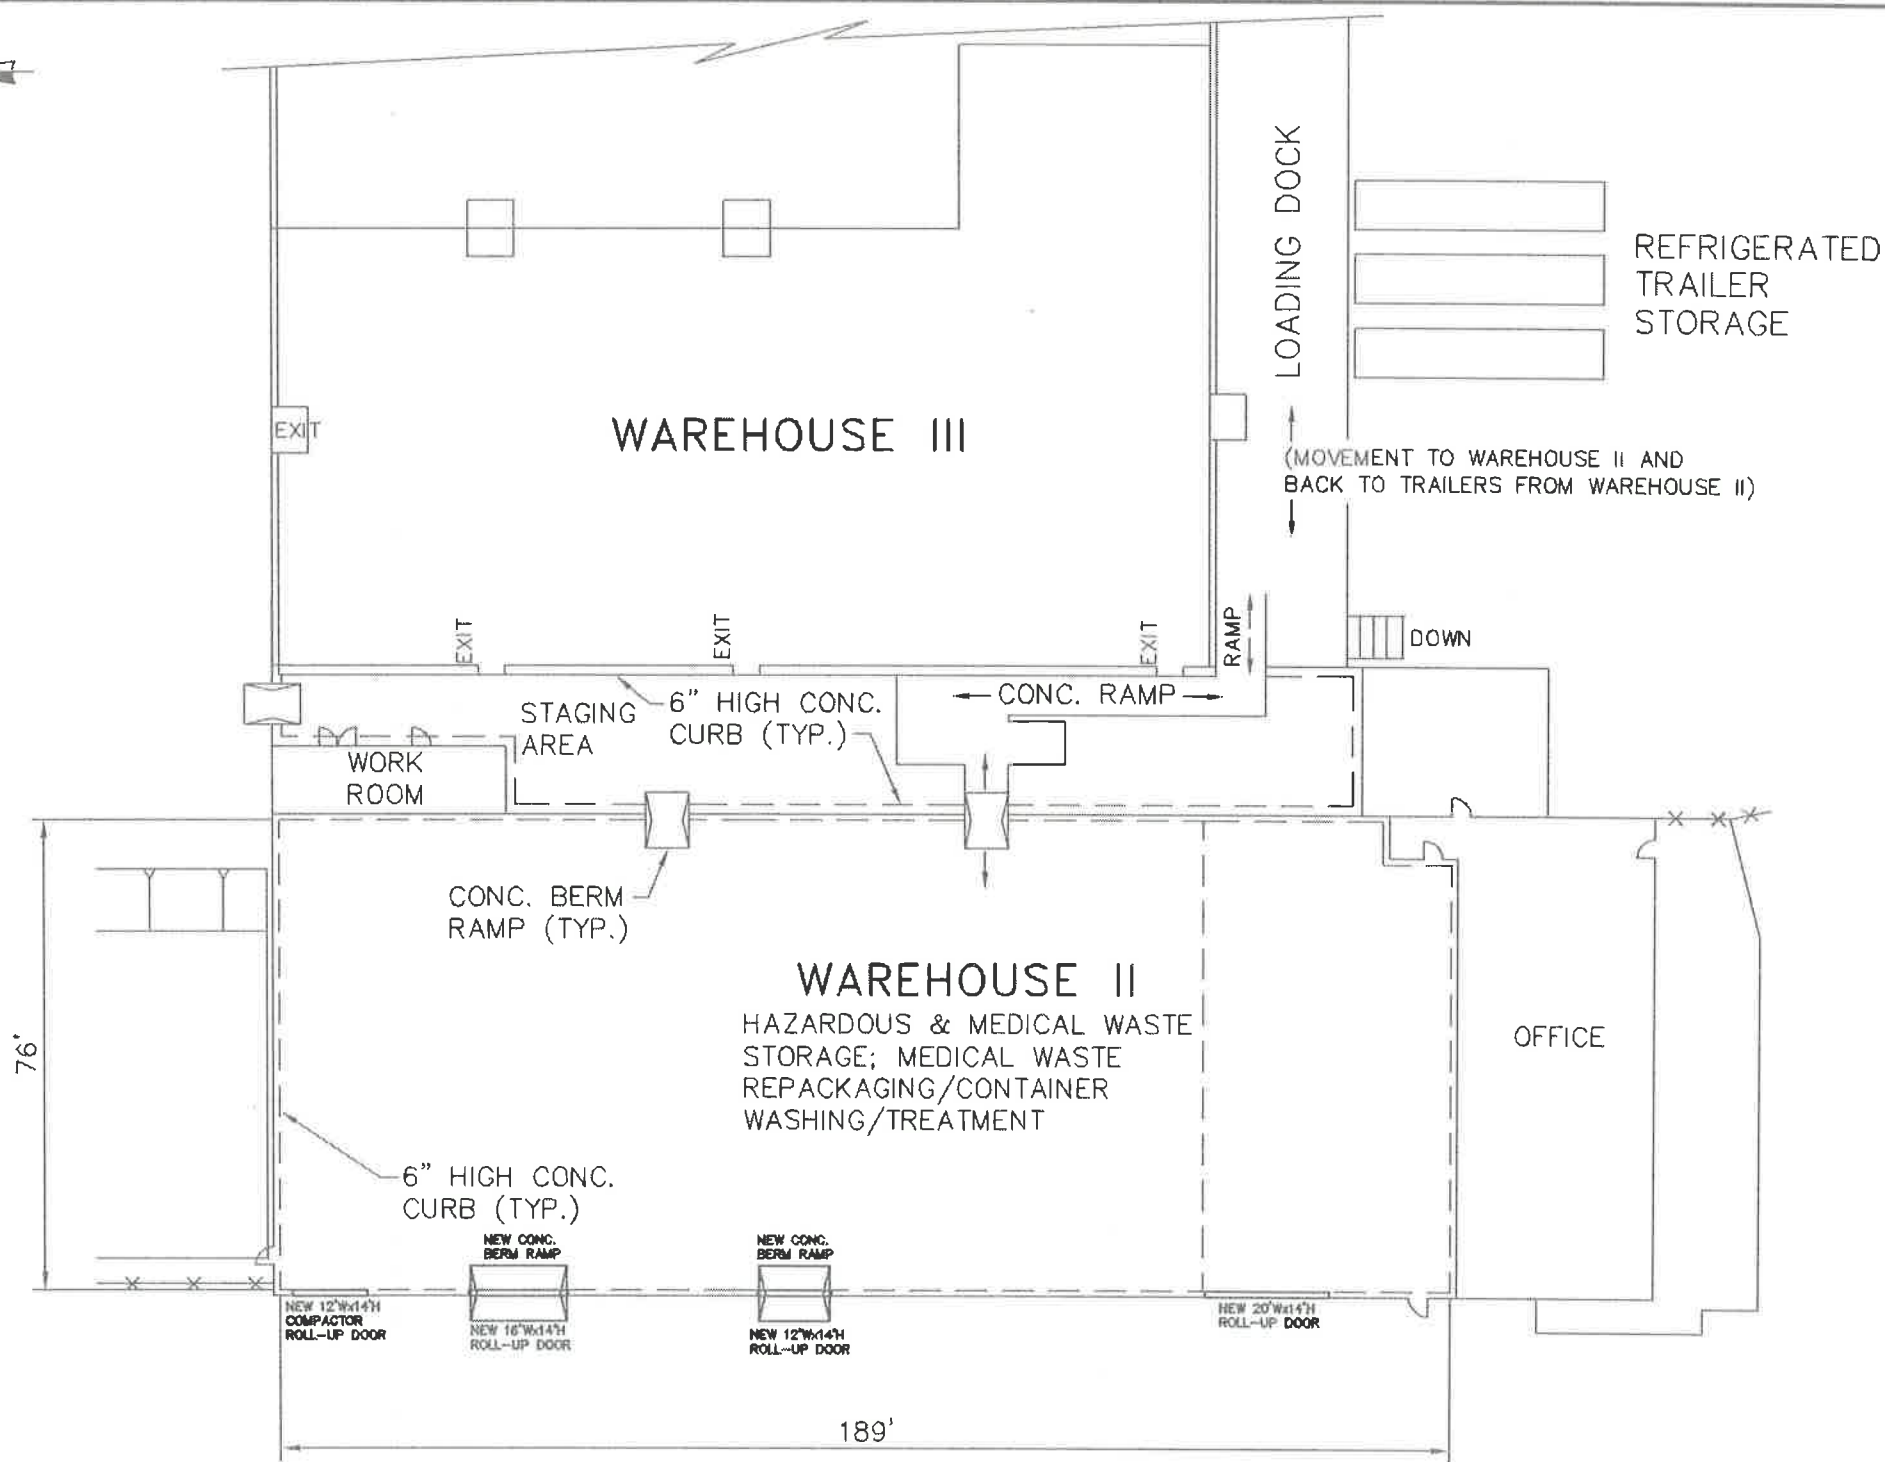 LOADING DOCK
REFRIGERATED
TRAILER
STORAGE
EXIT
WAREHOUSE III
(MOVEMENT TO WAREHOUSE II AND
BACK TO TRAILERS FROM WAREHOUSE II)
EXIT
EXIT
EXIT
RAMP
DOWN
STAGING
AREA
6" HIGH CONC.
CURB (TYP.)
CONC. RAMP
WORK
ROOM
CONC. BERM
RAMP (TYP.)
WAREHOUSE II
HAZARDOUS & MEDICAL WASTE
STORAGE; MEDICAL WASTE
REPACKAGING/CONTAINER
WASHING/TREATMENT
OFFICE
76'
6" HIGH CONC.
CURB (TYP.)
NEW CONC.
BERM RAMP
NEW CONC.
BERM RAMP
NEW 12'Wx14'H
COMPACTOR
ROLL-UP DOOR
NEW 16'Wx14'H
ROLL-UP DOOR
NEW 12'Wx14'H
ROLL-UP DOOR
NEW 20'Wx14'H
ROLL-UP DOOR
189'